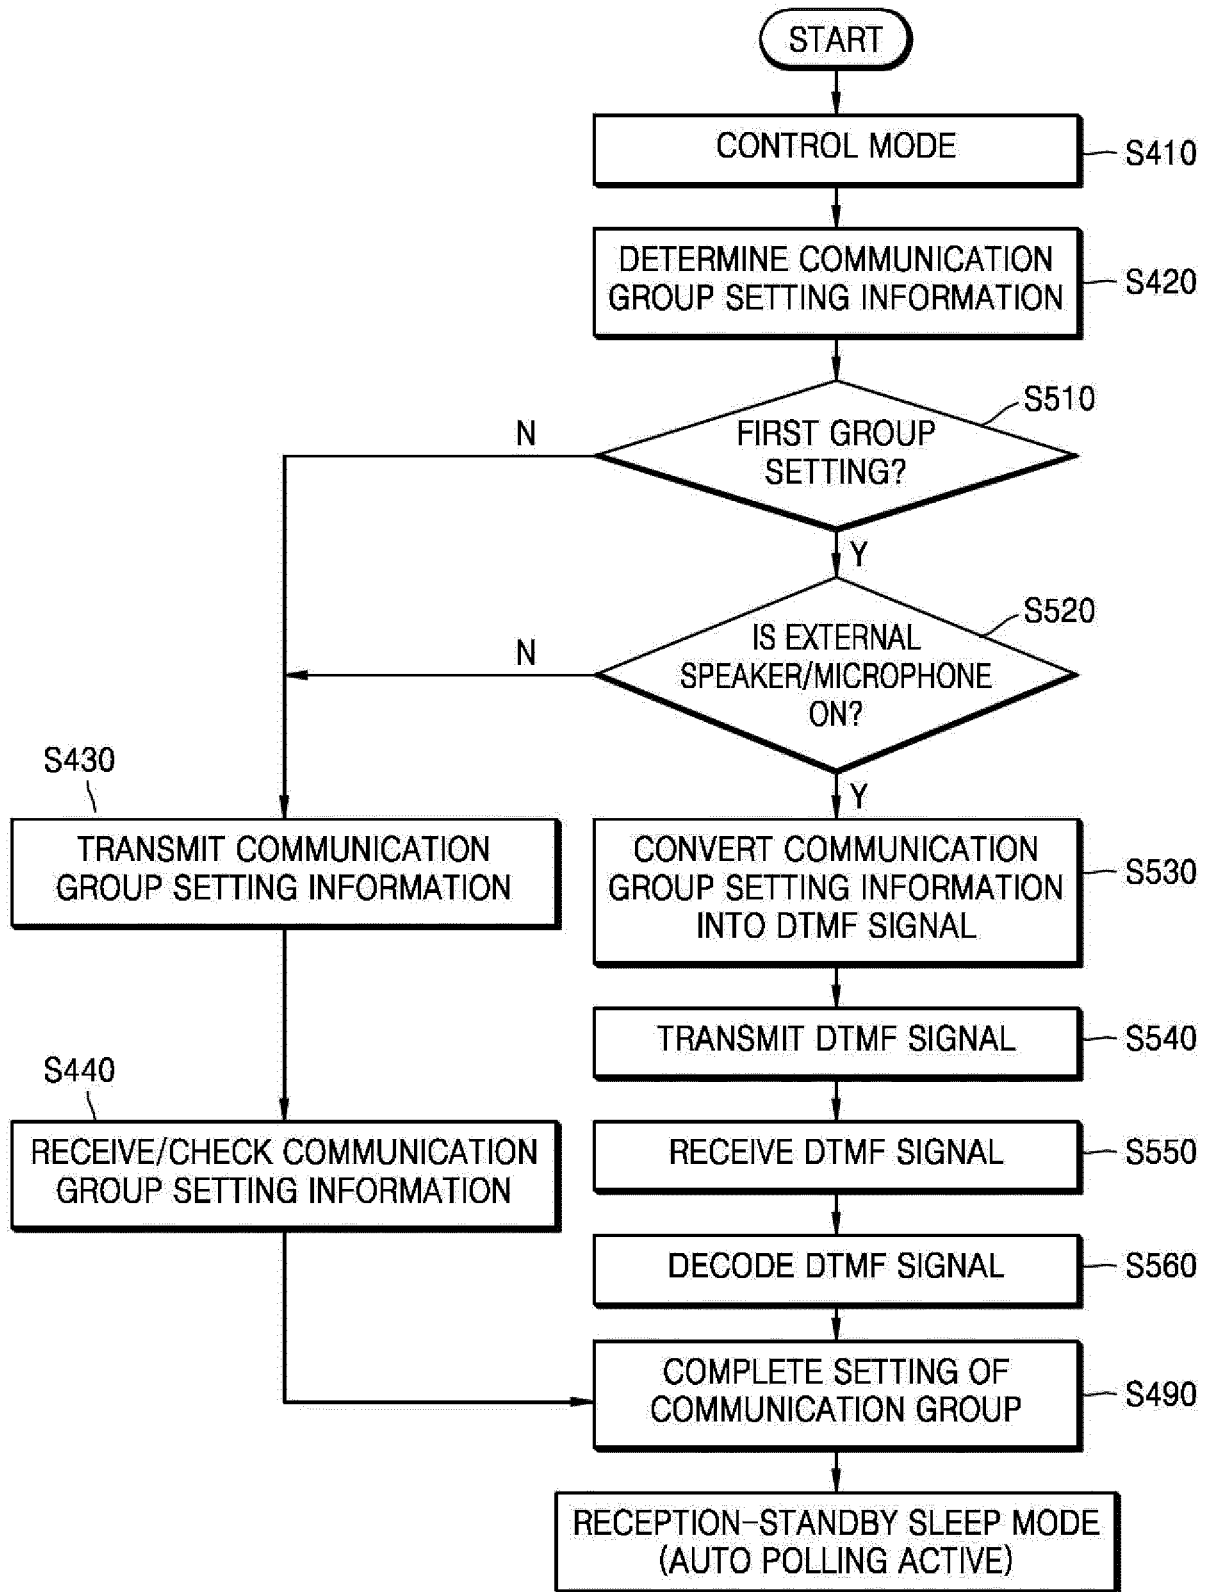 START
CONTROL MODE
S410
DETERMINE COMMUNICATION
GROUP SETTING INFORMATION
S420
S510
FIRST GROUP
SETTING?
N
Y
S520
IS EXTERNAL
SPEAKER/MICROPHONE
ON?
N
Y
S430
TRANSMIT COMMUNICATION
GROUP SETTING INFORMATION
CONVERT COMMUNICATION
GROUP SETTING INFORMATION
INTO DTMF SIGNAL
S530
TRANSMIT DTMF SIGNAL
S540
S440
RECEIVE/CHECK COMMUNICATION
GROUP SETTING INFORMATION
RECEIVE DTMF SIGNAL
S550
DECODE DTMF SIGNAL
S560
COMPLETE SETTING OF
COMMUNICATION GROUP
S490
RECEPTION-STANDBY SLEEP MODE
(AUTO POLLING ACTIVE)